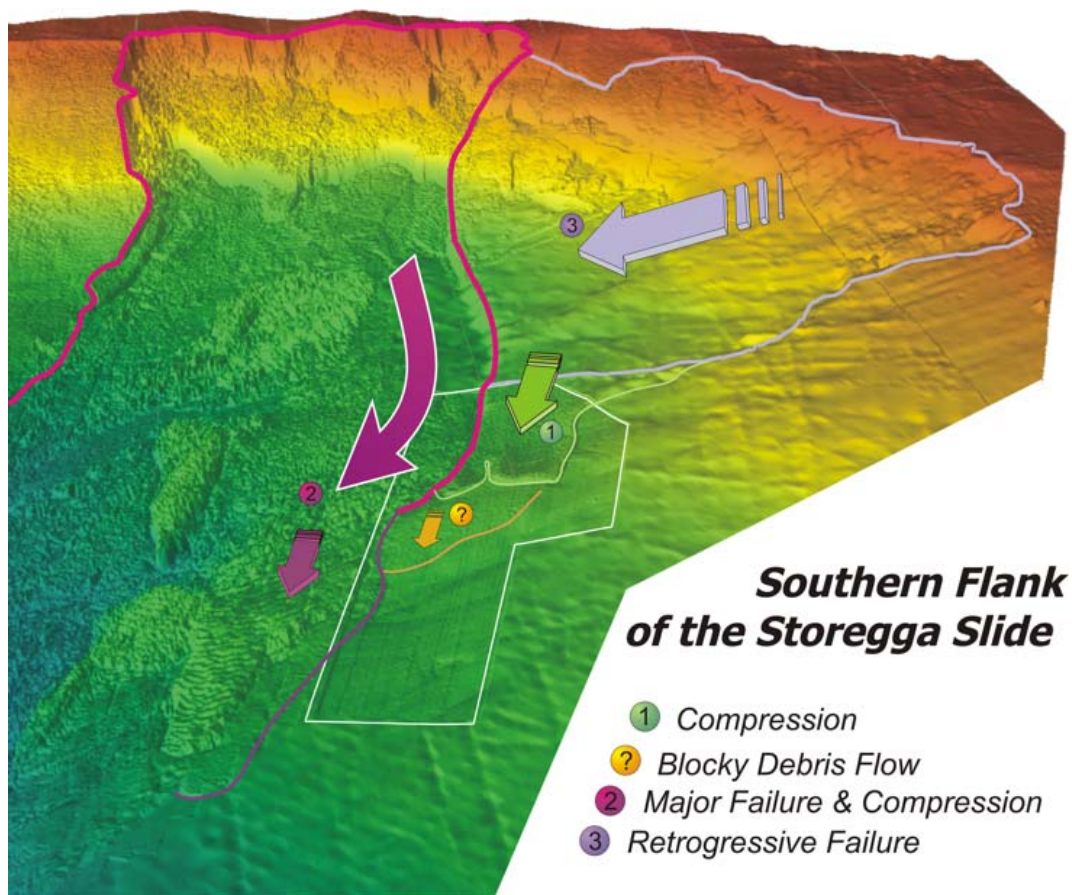 3
1
2
?
Southern Flank
of the Storegga Slide
1 Compression
? Blocky Debris Flow
2 Major Failure & Compression
3 Retrogressive Failure